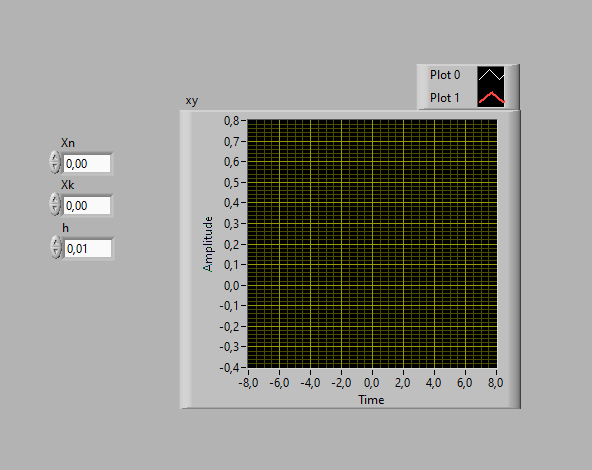 Plot 0
Plot 1
xy
Xn
0,00
Xk
0,00
h
0,01
Amplitude
0,8
0,7
0,6
0,5
0,4
0,3
0,2
0,1
0,0
-0,1
-0,2
-0,3
-0,4
-8,0 -6,0 -4,0 -2,0 0,0 2,0 4,0 6,0 8,0
Time